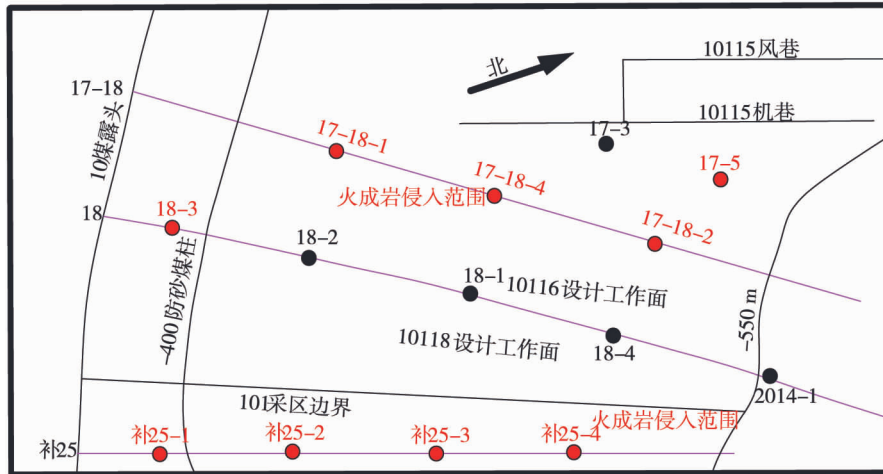 10115风巷
北
17-18
10115机巷
17-3
17-18-1
10煤露头
17-18-4
17-5
火成岩侵入范围
18
18-3
17-18-2
18-2
-400防砂煤柱
18-1
10116设计工作面
-550 m
10118设计工作面
18-4
2014-1
101采区边界
火成岩侵入范围
补25
补25-1
补25-2
补25-3
补25-4